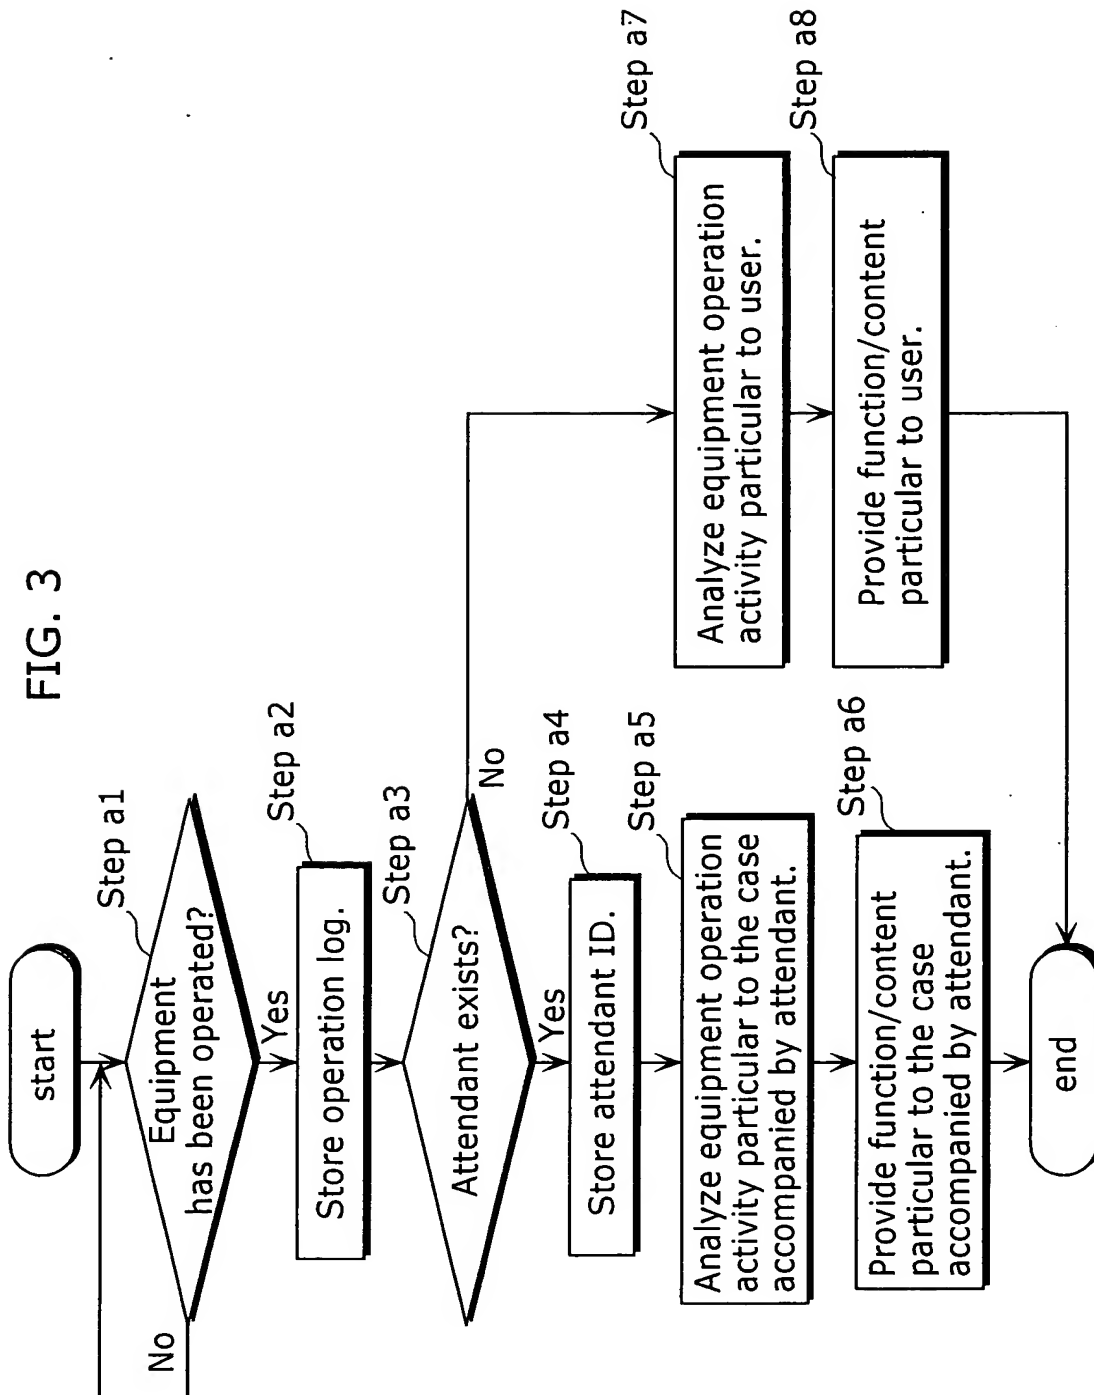 FIG. 3
start
Step a1
Equipment
has been operated?
No
Yes
Step a2
Store operation log.
Step a3
Attendant exists?
No
Yes
Step a4
Store attendant ID.
Step a5
Analyze equipment operation
activity particular to the case
accompanied by attendant.
Step a6
Provide function/content
particular to the case
accompanied by attendant.
Step a7
Analyze equipment operation
activity particular to user.
Step a8
Provide function/content
particular to user.
end